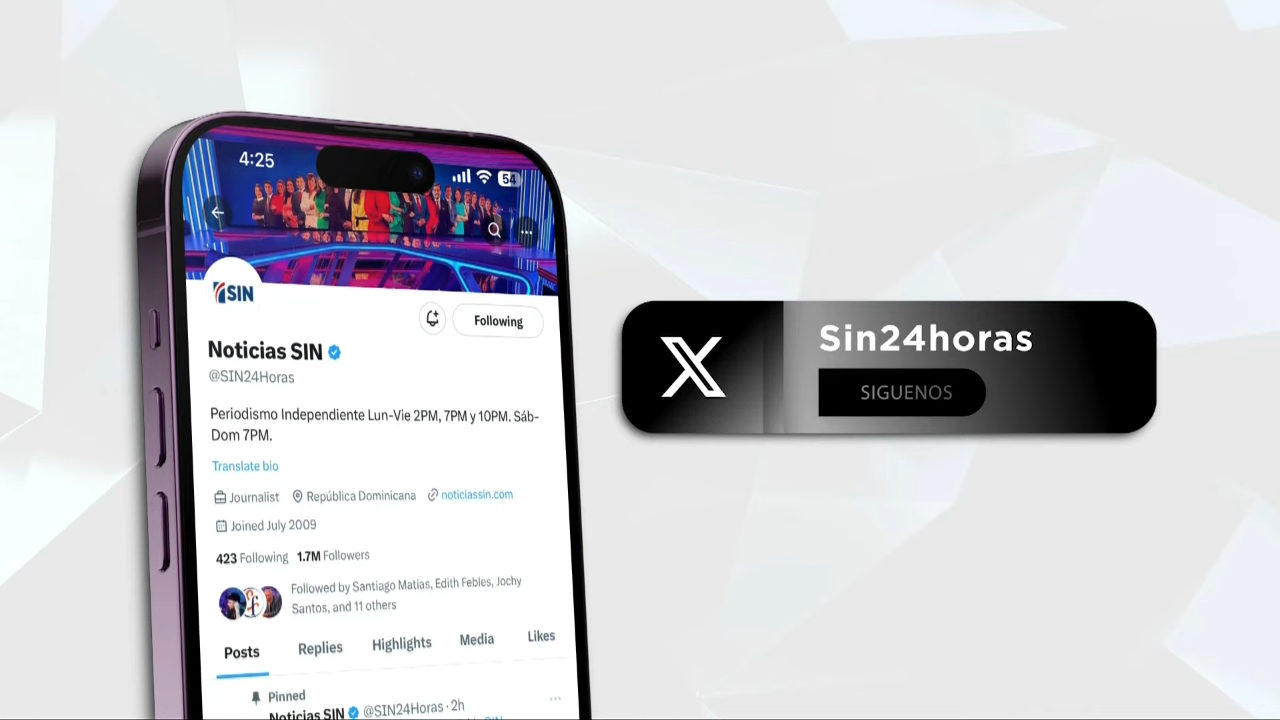 4:25
54
SIN
Following
Noticias SIN
@SIN24Horas
Periodismo Independiente Lun-Vie 2PM, 7PM y 10PM. Sáb-
Dom 7PM.
Translate bio
Journalist República Dominicana noticiassin.com
Joined July 2009
423 Following 1.7M Followers
Followed by Santiago Matias, Edith Febles, Jochy
Santos, and 11 others
Posts Replies Highlights Media Likes
Pinned
Noticias SIN @SIN24Horas · 2h
X
Sin24horas
SIGUENOS